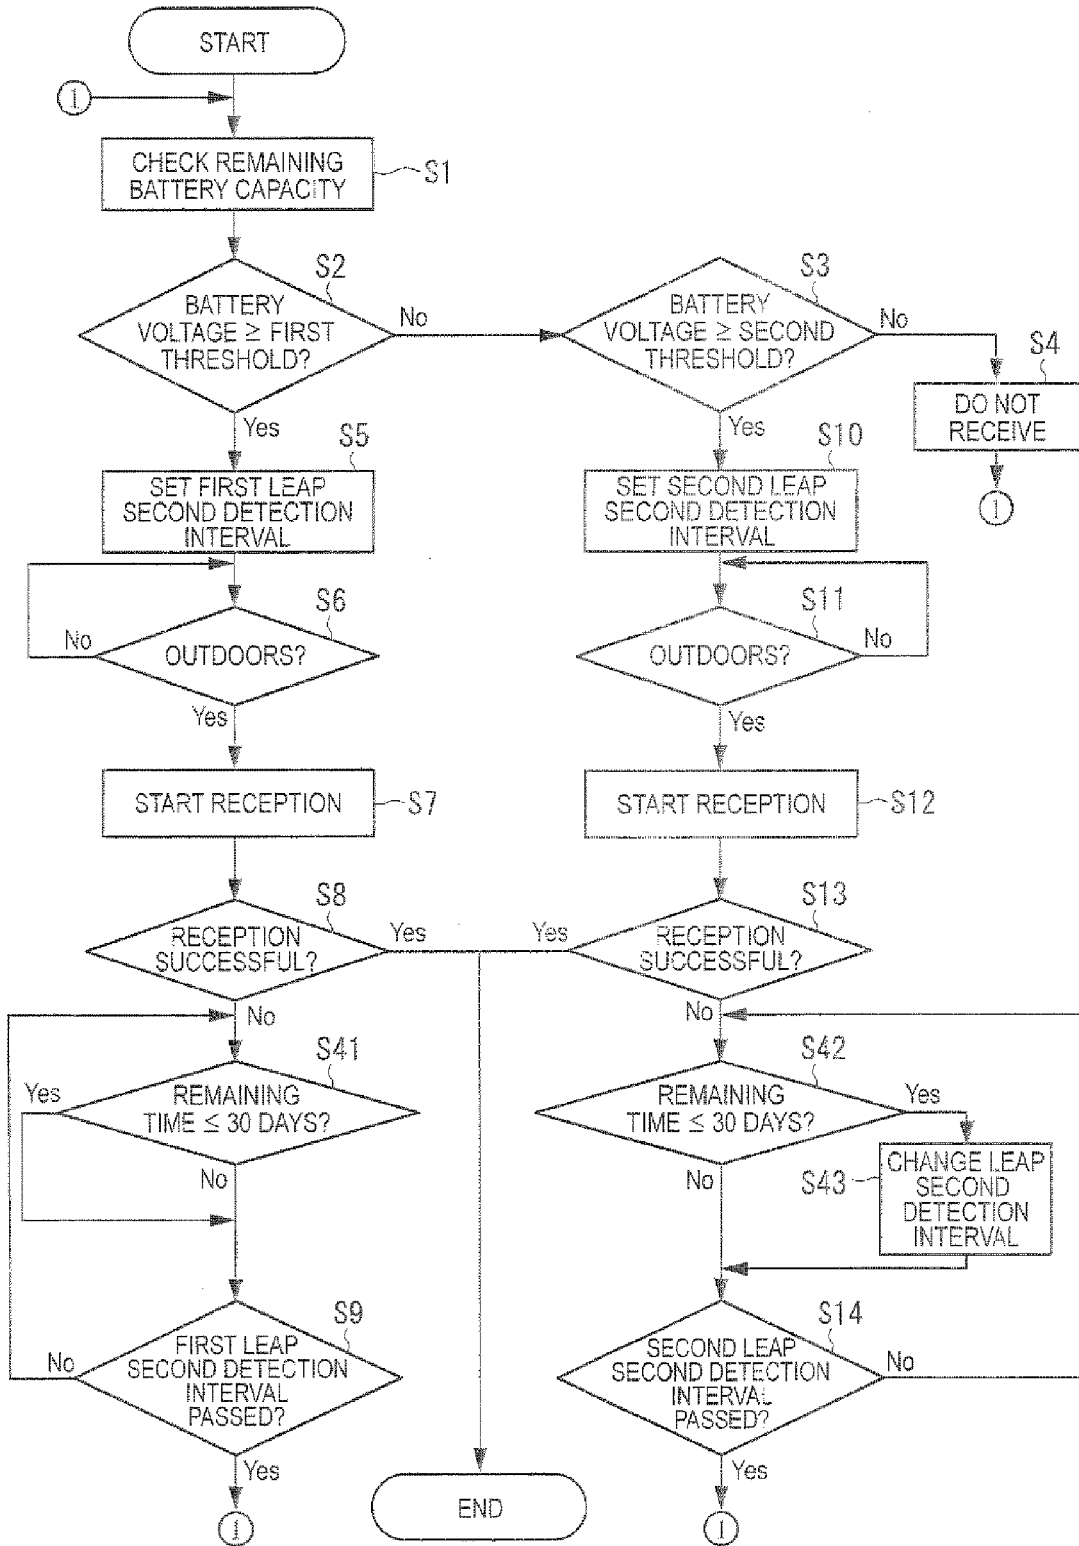 START
1
CHECK REMAINING
BATTERY CAPACITY
S1
S2
BATTERY
VOLTAGE ≥ FIRST
THRESHOLD?
No
Yes
S3
BATTERY
VOLTAGE ≥ SECOND
THRESHOLD?
No
Yes
S4
DO NOT
RECEIVE
1
S5
SET FIRST LEAP
SECOND DETECTION
INTERVAL
S10
SET SECOND LEAP
SECOND DETECTION
INTERVAL
S6
OUTDOORS?
No
Yes
S11
OUTDOORS?
No
Yes
START RECEPTION
S7
START RECEPTION
S12
S8
RECEPTION
SUCCESSFUL?
Yes
No
S13
RECEPTION
SUCCESSFUL?
Yes
No
S41
REMAINING
TIME ≤ 30 DAYS?
Yes
No
S42
REMAINING
TIME ≤ 30 DAYS?
Yes
No
S43
CHANGE LEAP
SECOND
DETECTION
INTERVAL
S9
FIRST LEAP
SECOND DETECTION
INTERVAL
PASSED?
No
Yes
1
S14
SECOND LEAP
SECOND DETECTION
INTERVAL
PASSED?
No
Yes
1
END